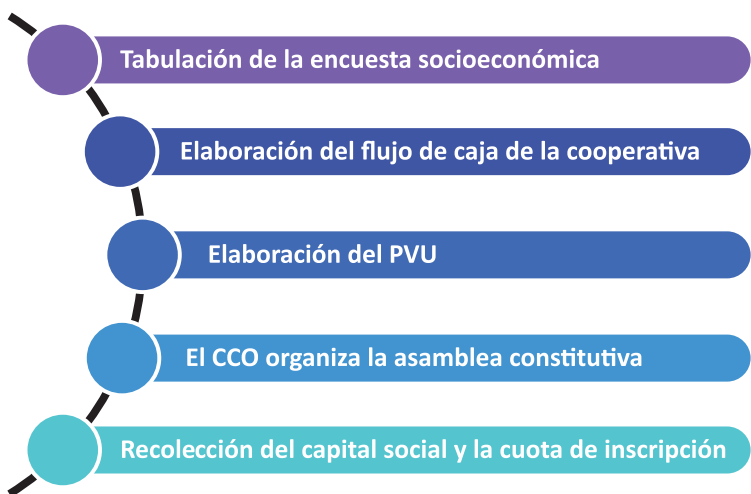 Tabulación de la encuesta socioeconómica
Elaboración del flujo de caja de la cooperativa
Elaboración del PVU
El CCO organiza la asamblea constitutiva
Recolección del capital social y la cuota de inscripción